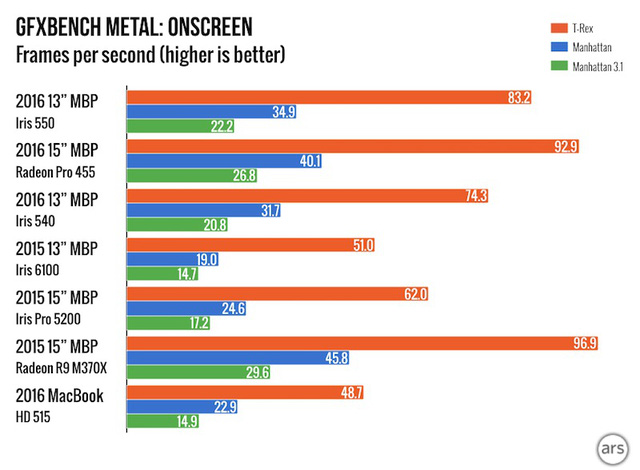 GFXBENCH METAL: ONSCREEN
Frames per second (higher is better)
T-Rex
Manhattan
Manhattan 3.1
2016 13” MBP
Iris 550
83.2
34.9
22.2
2016 15” MBP
Radeon Pro 455
92.9
40.1
26.8
2016 13” MBP
Iris 540
74.3
31.7
20.8
2015 13” MBP
Iris 6100
51.0
19.0
14.7
2015 15” MBP
Iris Pro 5200
62.0
24.6
17.2
2015 15” MBP
Radeon R9 M370X
96.9
45.8
29.6
2016 MacBook
HD 515
48.7
22.9
14.9
ars